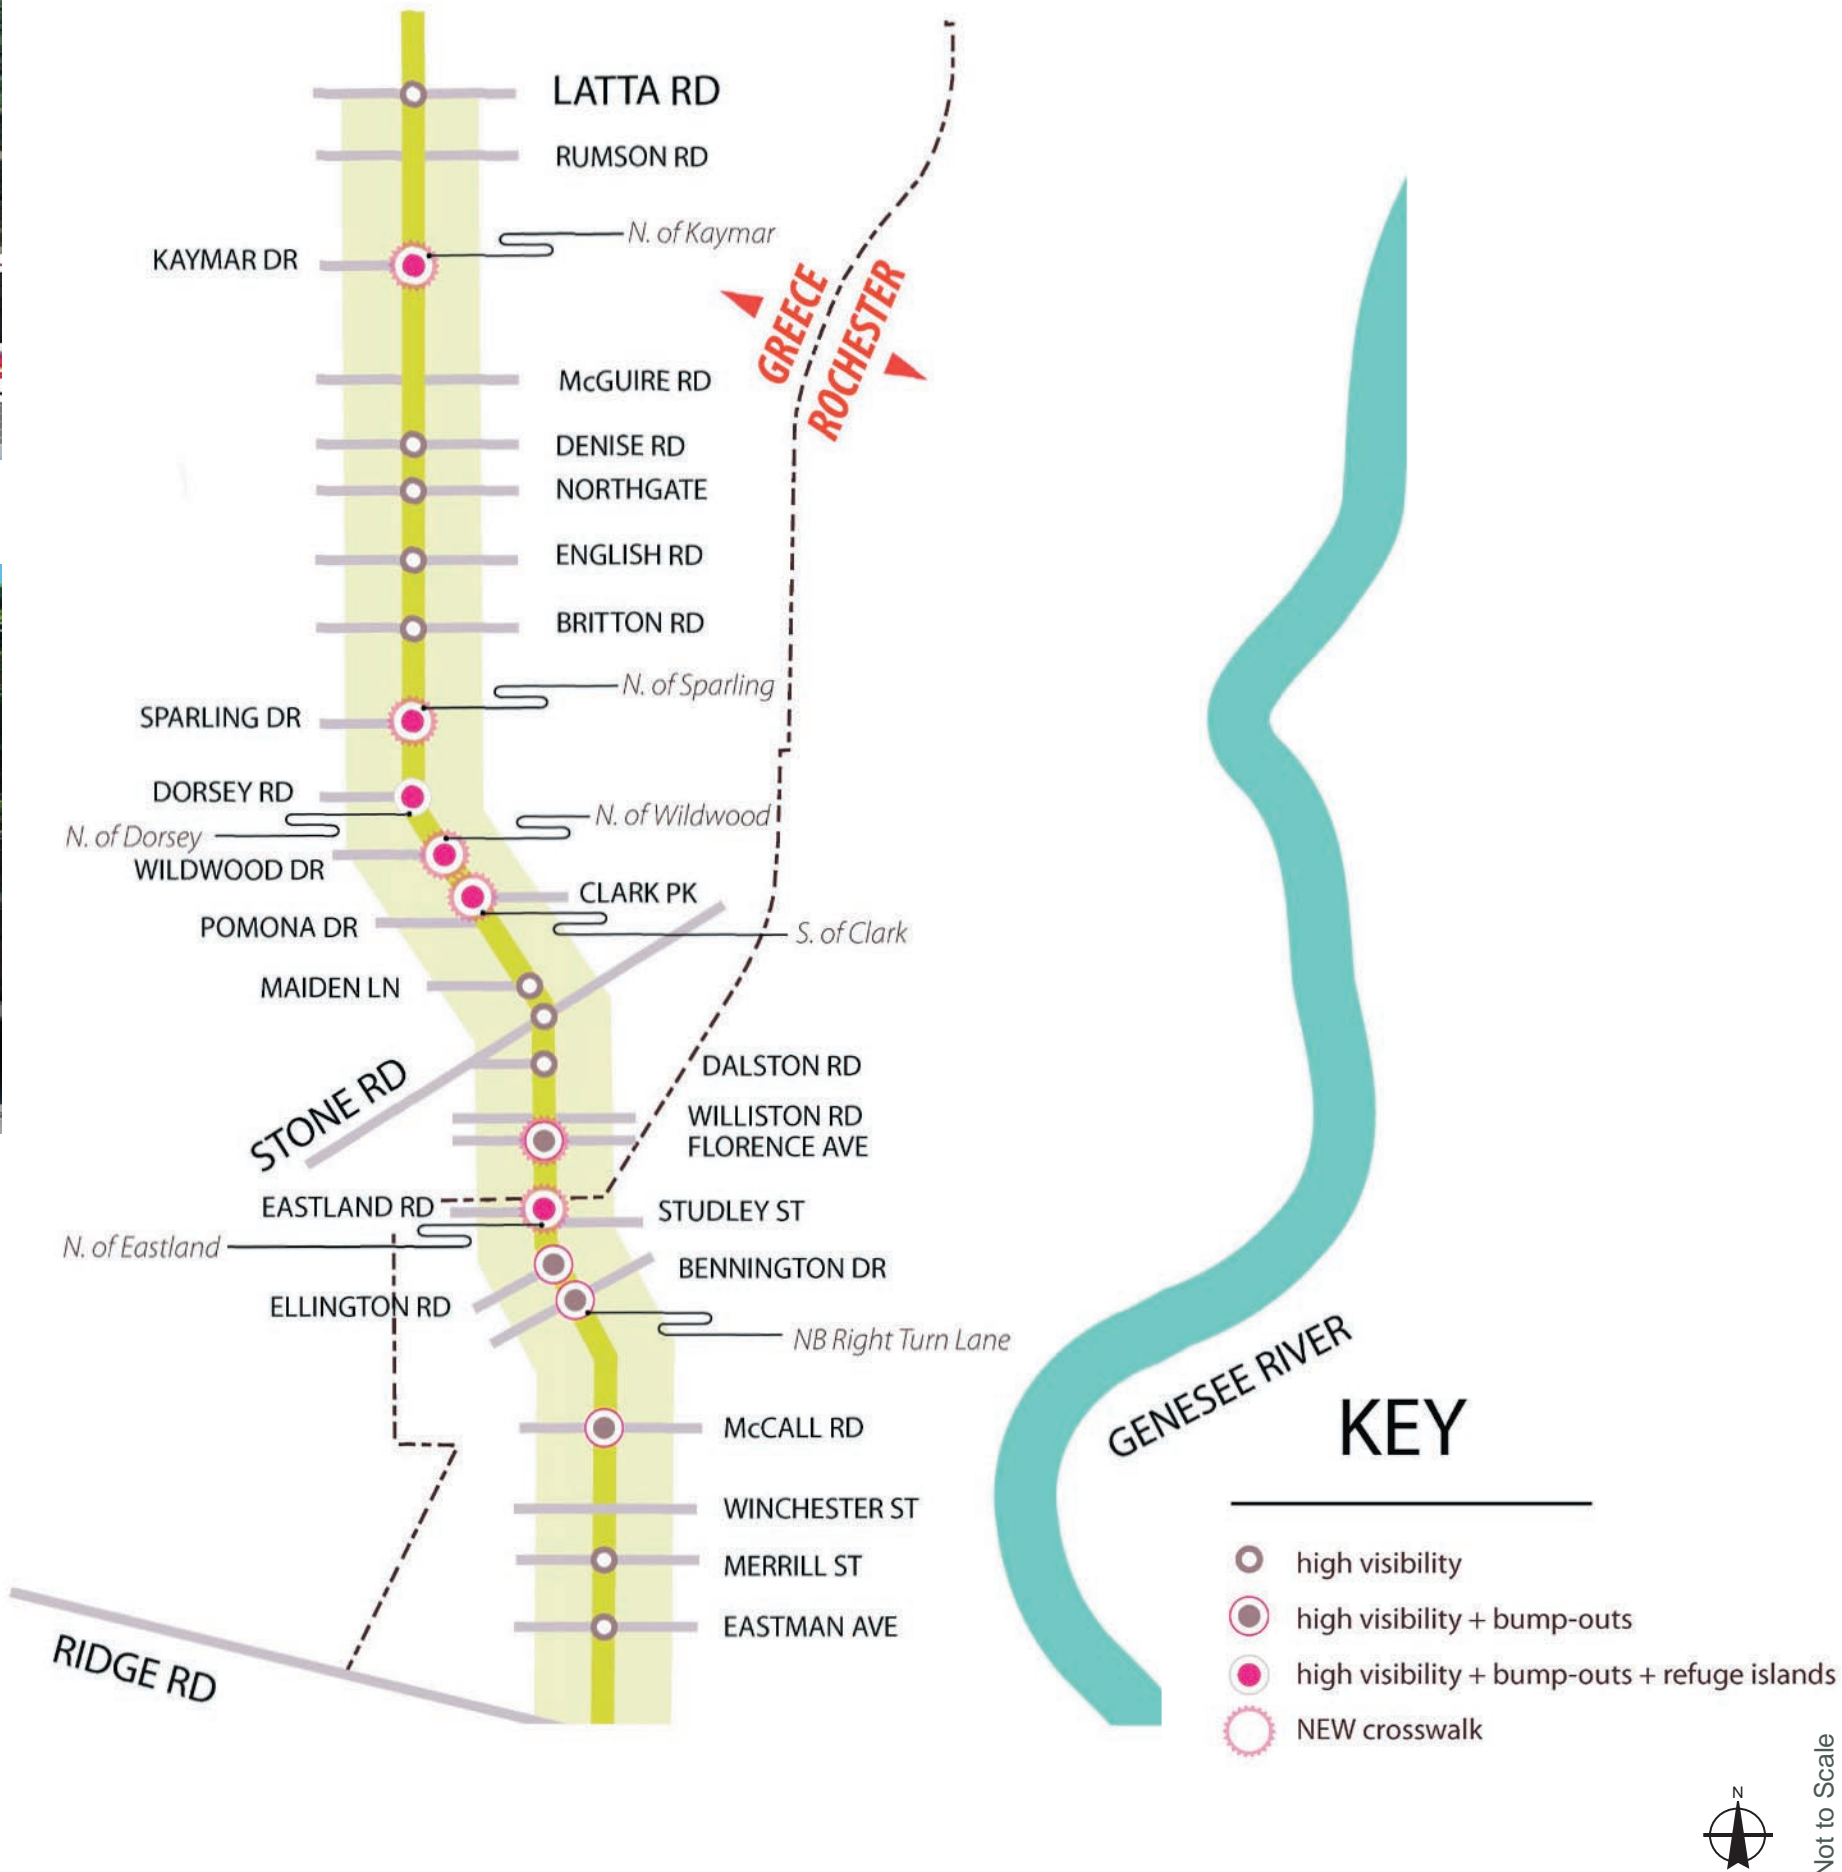 LATTA RD
RUMSON RD
N. of Kaymar
KAYMAR DR
GREECE
ROCHESTER
McGUIRE RD
DENISE RD
NORTHGATE
ENGLISH RD
BRITTON RD
N. of Sparling
SPARLING DR
DORSEY RD
N. of Wildwood
N. of Dorsey
WILDWOOD DR
CLARK PK
POMONA DR
S. of Clark
MAIDEN LN
STONE RD
DALSTON RD
WILLISTON RD
FLORENCE AVE
EASTLAND RD
STUDLEY ST
N. of Eastland
BENNINGTON DR
ELLINGTON RD
NB Right Turn Lane
GENESEE RIVER
McCALL RD
WINCHESTER ST
MERRILL ST
EASTMAN AVE
RIDGE RD
KEY
high visibility
high visibility + bump-outs
high visibility + bump-outs + refuge islands
NEW crosswalk
N
Not to Scale